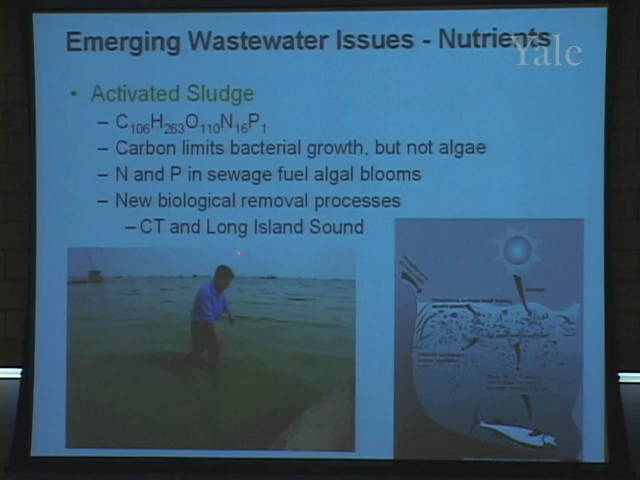 Emerging Wastewater Issues - Nutrients
Yale
• Activated Sludge
– C106H263O110N16P1
– Carbon limits bacterial growth, but not algae
– N and P in sewage fuel algal blooms
– New biological removal processes
– CT and Long Island Sound